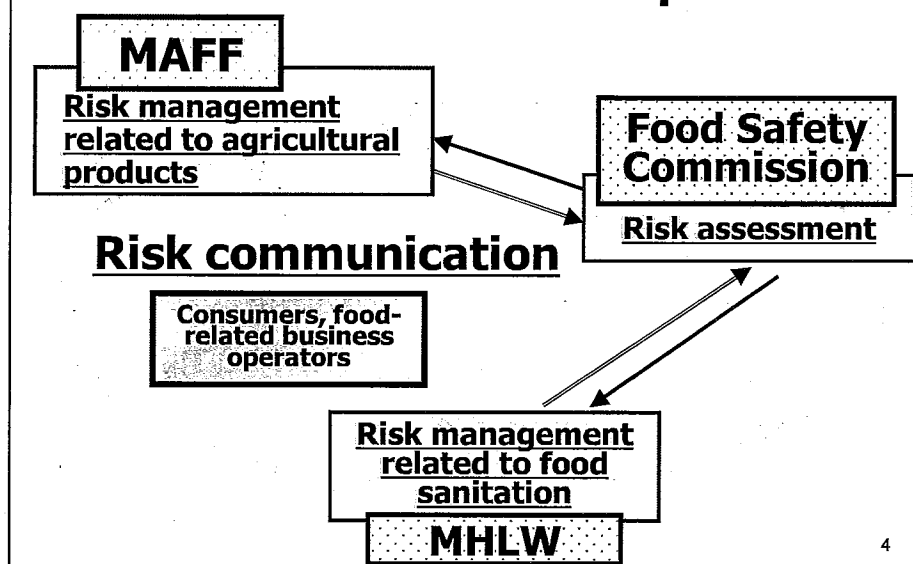 MAFF
Risk management
related to agricultural
products
Food Safety
Commission
Risk assessment
Risk communication
Consumers, food-
related business
operators
Risk management
related to food
sanitation
MHLW
4